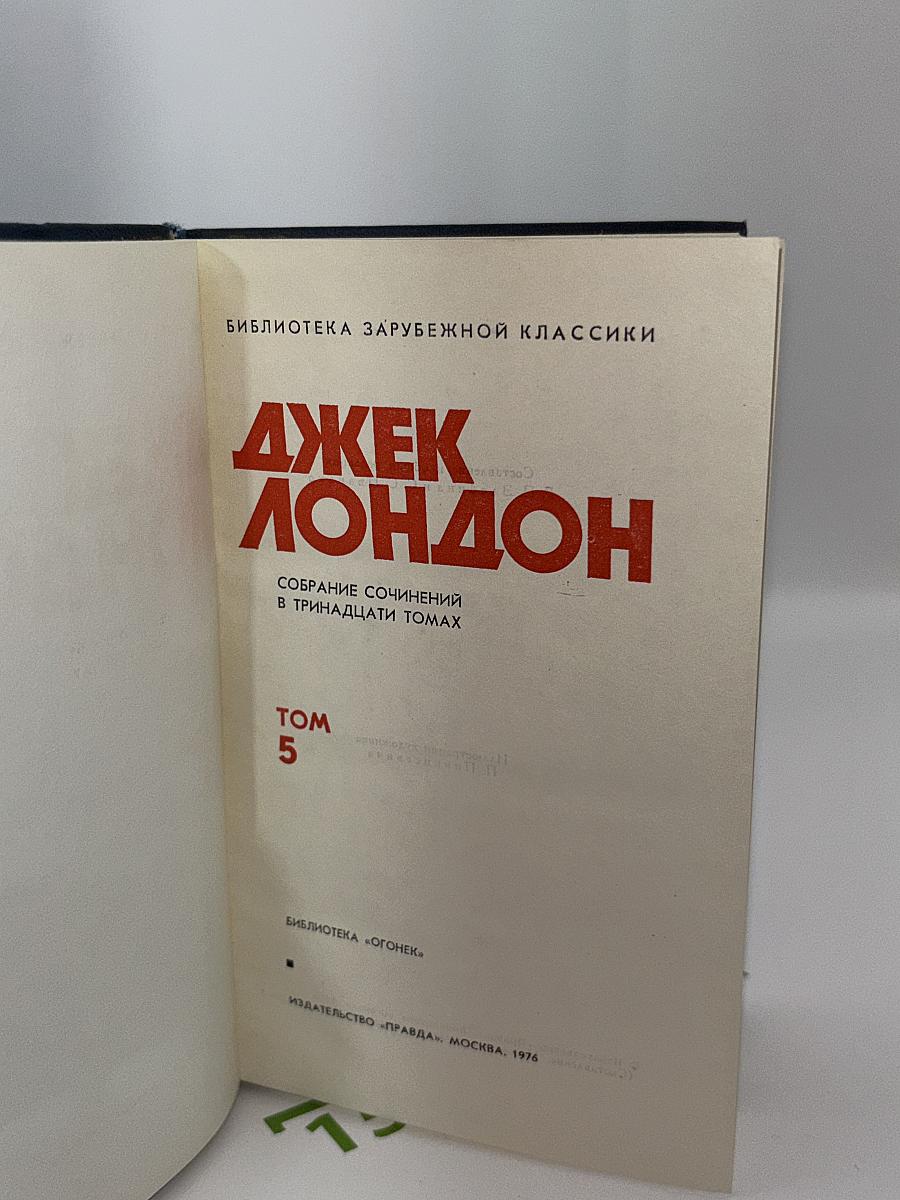 БИБЛИОТЕКА ЗАРУБЕЖНОЙ КЛАССИКИ
ДЖЕК
ЛОНДОН
СОБРАНИЕ СОЧИНЕНИЙ
В ТРИНАДЦАТИ ТОМАХ
ТОМ
5
БИБЛИОТЕКА «ОГОНЕК»
ИЗДАТЕЛЬСТВО «ПРАВДА». МОСКВА. 1976